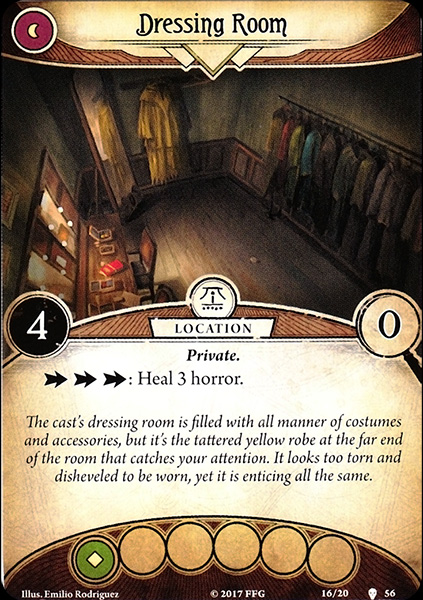 Dressing Room
4
LOCATION
0
Private.
: Heal 3 horror.
The cast's dressing room is filled with all manner of costumes
and accessories, but it's the tattered yellow robe at the far end
of the room that catches your attention. It looks too torn and
disheveled to be worn, yet it is enticing all the same.
Illus. Emilio Rodriguez © 2017 FFG 16/20 56